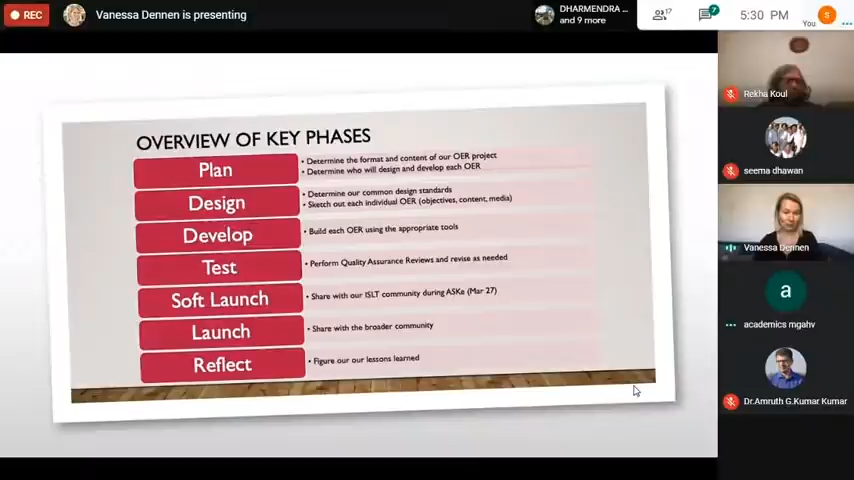 REC
Vanessa Dennen is presenting
DHARMENDRA ...
and 9 more
17
7
5:30 PM
You
S
Rekha Koul
seema dhawan
Vanessa Dennen
a
academics mgahv
Dr.Amruth G.Kumar Kumar
OVERVIEW OF KEY PHASES
Plan
• Determine the format and content of our OER project
• Determine who will design and develop each OER
Design
• Determine our common design standards
• Sketch out each individual OER (objectives, content, media)
Develop
• Build each OER using the appropriate tools
Test
• Perform Quality Assurance Reviews and revise as needed
Soft Launch
• Share with our ISLT community during ASKe (Mar 27)
Launch
• Share with the broader community
Reflect
• Figure our our lessons learned